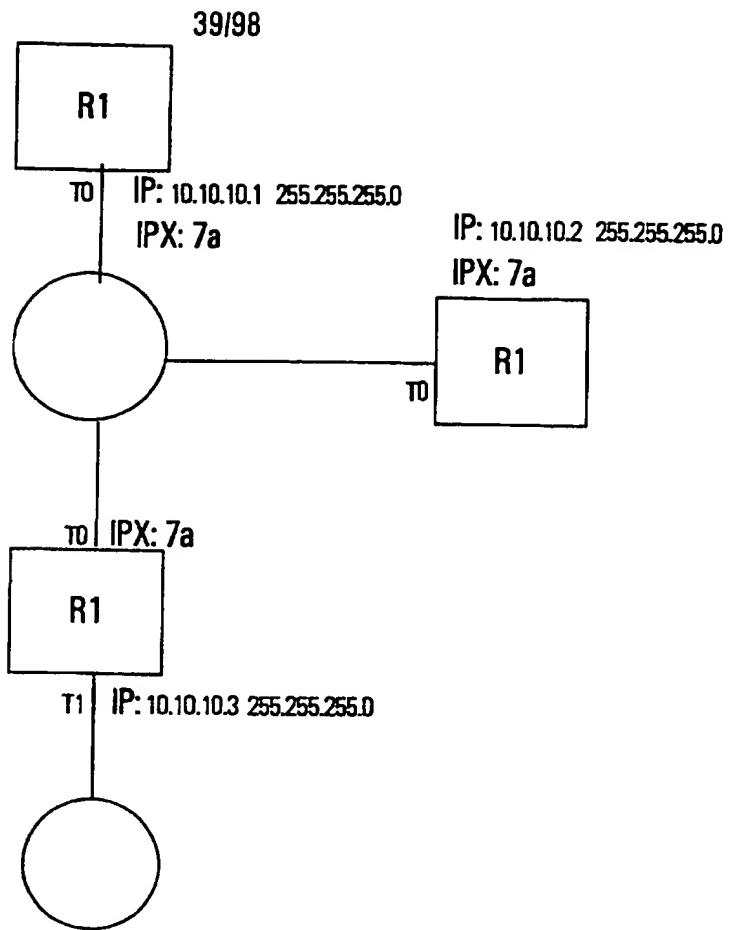 39/98
R1
T0 IP: 10.10.10.1 255.255.255.0
IPX: 7a
IP: 10.10.10.2 255.255.255.0
IPX: 7a
R1
T0
T0 IPX: 7a
R1
T1 IP: 10.10.10.3 255.255.255.0